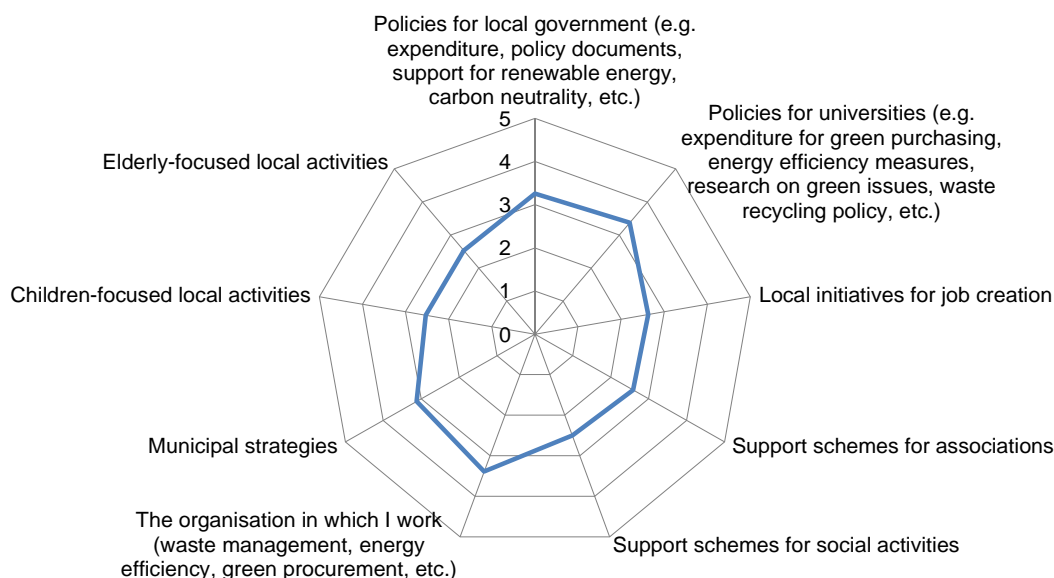 Policies for local government (e.g.
expenditure, policy documents,
support for renewable energy,
carbon neutrality, etc.)
Policies for universities (e.g.
expenditure for green purchasing,
energy efficiency measures,
research on green issues, waste
recycling policy, etc.)
Local initiatives for job creation
Support schemes for associations
Support schemes for social activities
The organisation in which I work
(waste management, energy
efficiency, green procurement, etc.)
Municipal strategies
Children-focused local activities
Elderly-focused local activities
5
4
3
2
1
0